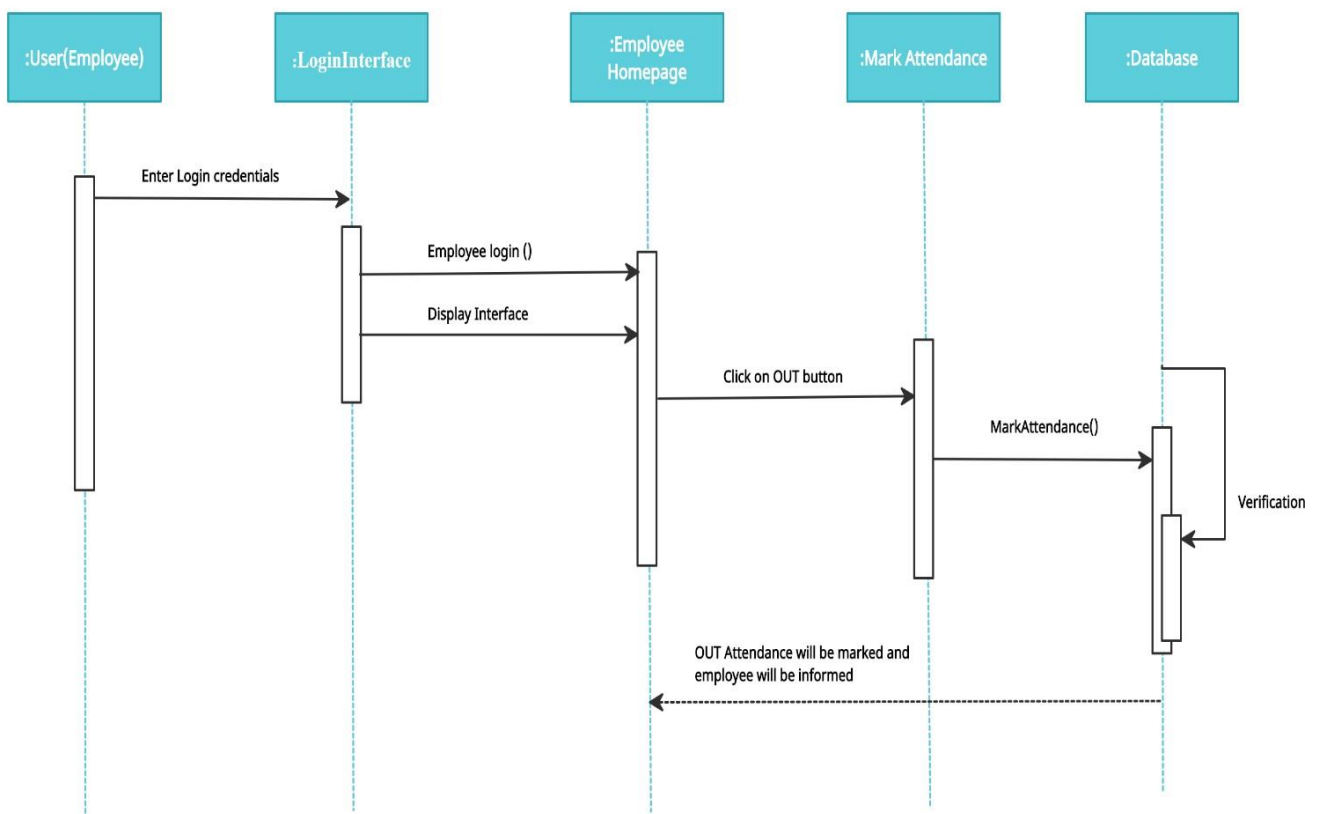 :User(Employee)
:LoginInterface
:Employee
Homepage
:Mark Attendance
:Database
Enter Login credentials
Employee login ()
Display Interface
Click on OUT button
MarkAttendance()
Verification
OUT Attendance will be marked and
employee will be informed